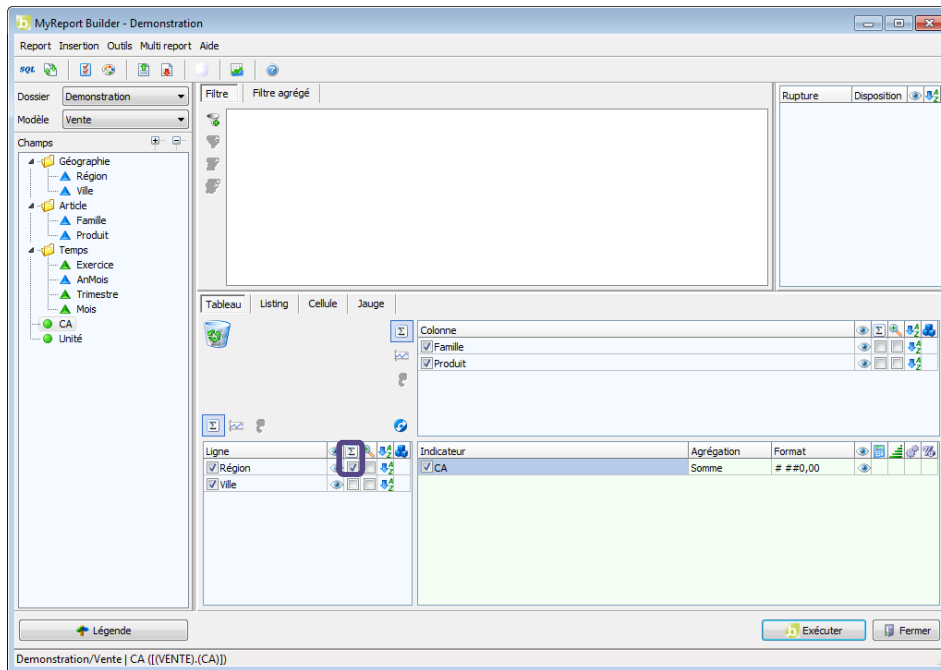 MyReport Builder - Demonstration
Report Insertion Outils Multi report Aide
SQL
Dossier Demonstration
Modèle Vente
Champs
Géographie
Région
Ville
Article
Famille
Produit
Temps
Exercice
AnMois
Trimestre
Mois
CA
Unité
Légende
Filtre Filtre agrégé
Rupture Disposition
Tableau Listing Cellule Jauge
Colonne
Famille
Produit
Ligne
Région
Ville
Indicateur Agrégation Format
CA Somme # ##0,00
Exécuter Fermer
Demonstration/Vente | CA ([(VENTE).(CA)])